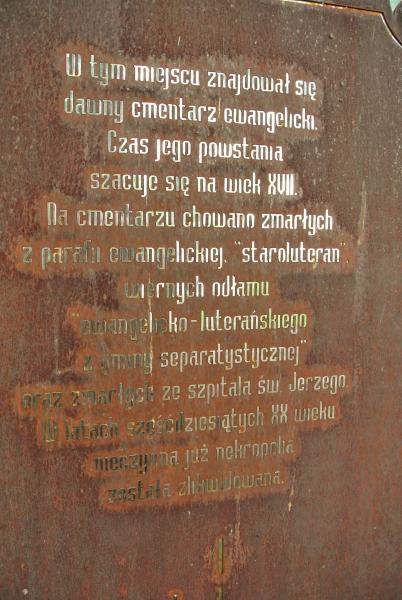 W tym miejscu znajdował się
dawny cmentarz ewangelicki.
Czas jego powstania
szacuje się na wiek XVII.
Na cmentarzu chowano zmarłych
z parafii ewangelickiej, "staroluteran",
wiernych odłamu
"ewangelicko-luterańskiego
z gminy separatystycznej"
oraz zmarłych ze szpitala św. Jerzego.
W latach sześćdziesiątych XX wieku
nieczynna już nekropolia
została zlikwidowana.